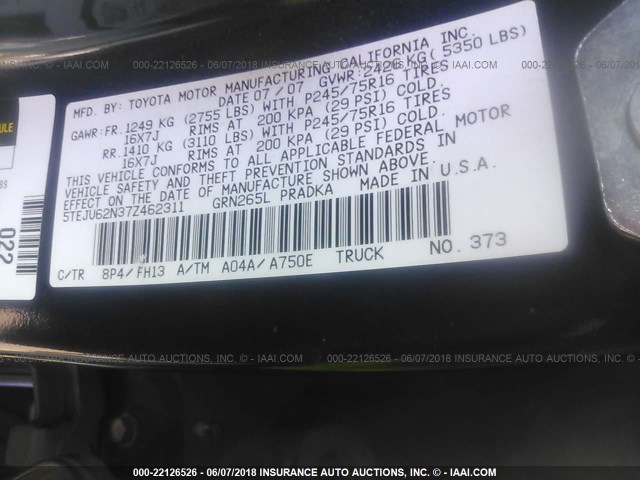 000-22126526 - 06/07/2018 INSURANCE AUTO AUCTIONS, INC. - IAAI.COM
MFD. BY: TOYOTA MOTOR MANUFACTURING CALIFORNIA INC.
DATE 07 / 07 GVWR: 2426 KG( 5350 LBS)
GAWR: FR. 1249 KG (2755 LBS) WITH P245/75R16 TIRES
16X7J RIMS AT 200 KPA (29 PSI) COLD.
RR. 1410 KG (3110 LBS) WITH P245/75R16 TIRES
16X7J RIMS AT 200 KPA (29 PSI) COLD.
THIS VEHICLE CONFORMS TO ALL APPLICABLE FEDERAL MOTOR
VEHICLE SAFETY AND THEFT PREVENTION STANDARDS IN
EFFECT ON THE DATE OF MANUFACTURE SHOWN ABOVE.
5TEJU62N37Z462311 GRN265L PRADKA MADE IN U.S.A.
C/TR 8P4/FH13 A/TM A04A/A750E TRUCK NO. 373
022
000-22126526 - 06/07/2018 INSURANCE AUTO AUCTIONS, INC. - IAAI.COM
000-22126526 - 06/07/2018 INSURANCE AUTO AUCTIONS, INC. - IAAI.COM